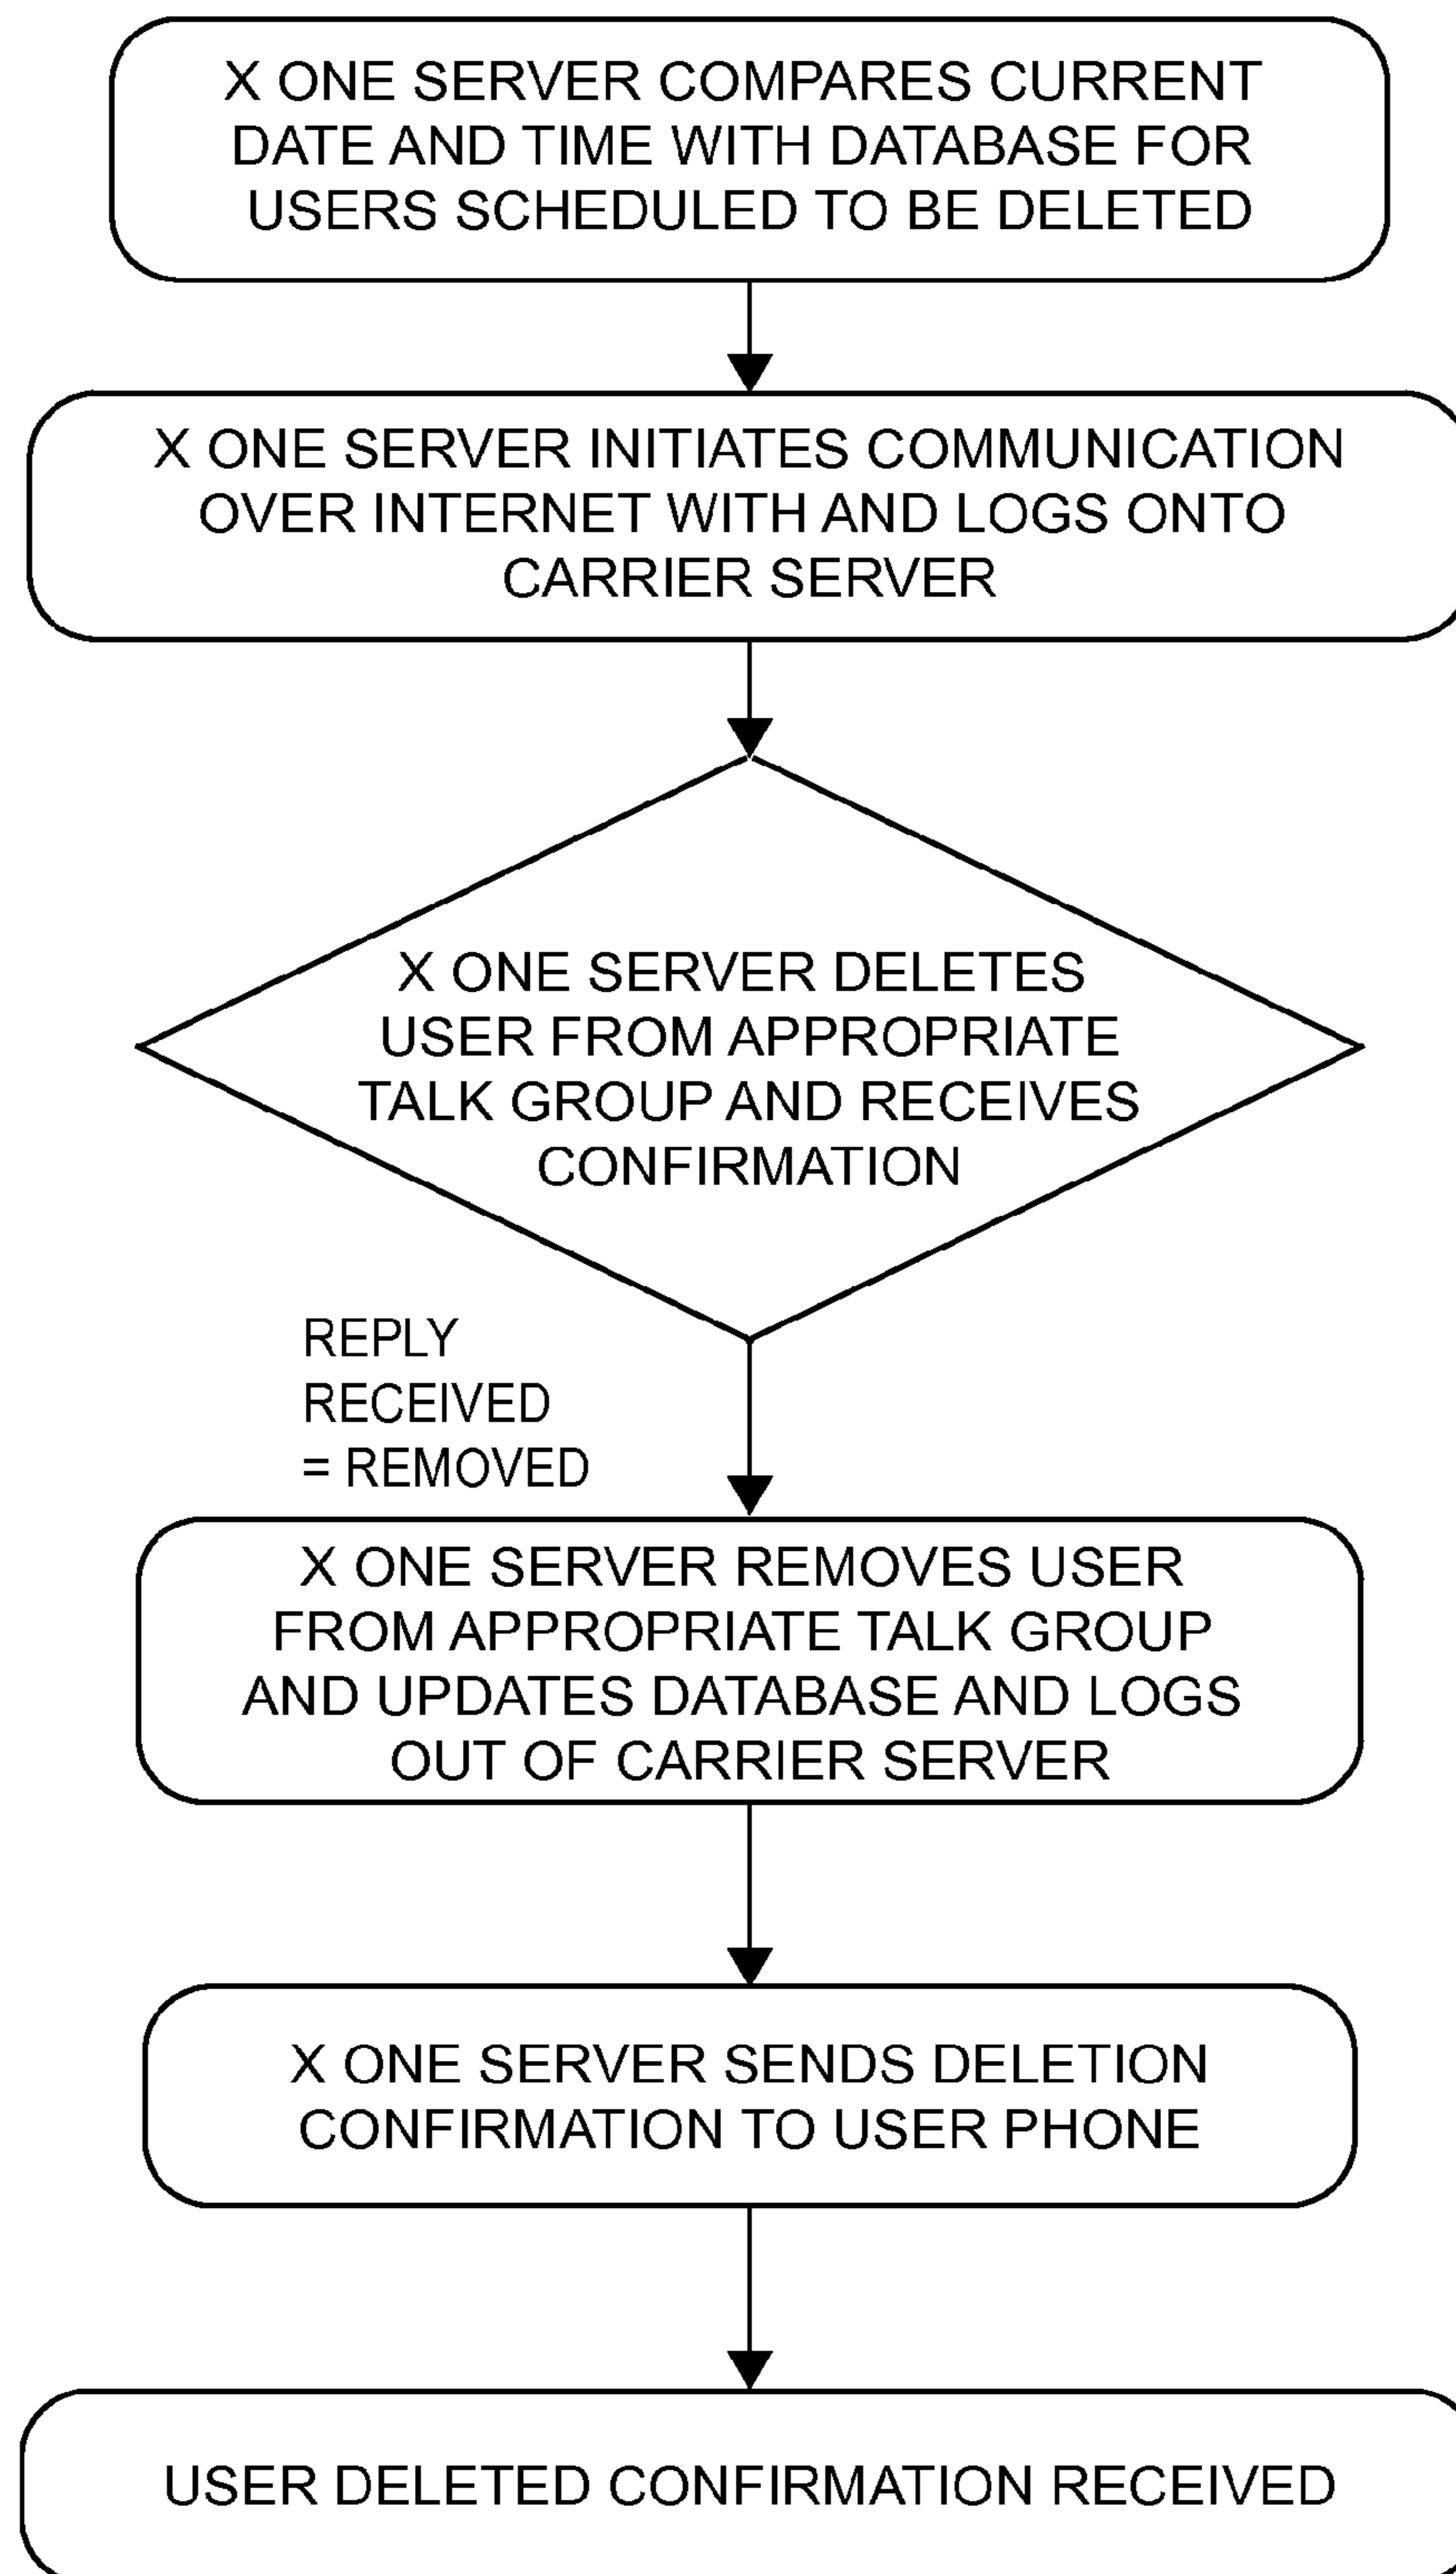 X ONE SERVER COMPARES CURRENT
DATE AND TIME WITH DATABASE FOR
USERS SCHEDULED TO BE DELETED
X ONE SERVER INITIATES COMMUNICATION
OVER INTERNET WITH AND LOGS ONTO
CARRIER SERVER
X ONE SERVER DELETES
USER FROM APPROPRIATE
TALK GROUP AND RECEIVES
CONFIRMATION
REPLY
RECEIVED
= REMOVED
X ONE SERVER REMOVES USER
FROM APPROPRIATE TALK GROUP
AND UPDATES DATABASE AND LOGS
OUT OF CARRIER SERVER
X ONE SERVER SENDS DELETION
CONFIRMATION TO USER PHONE
USER DELETED CONFIRMATION RECEIVED